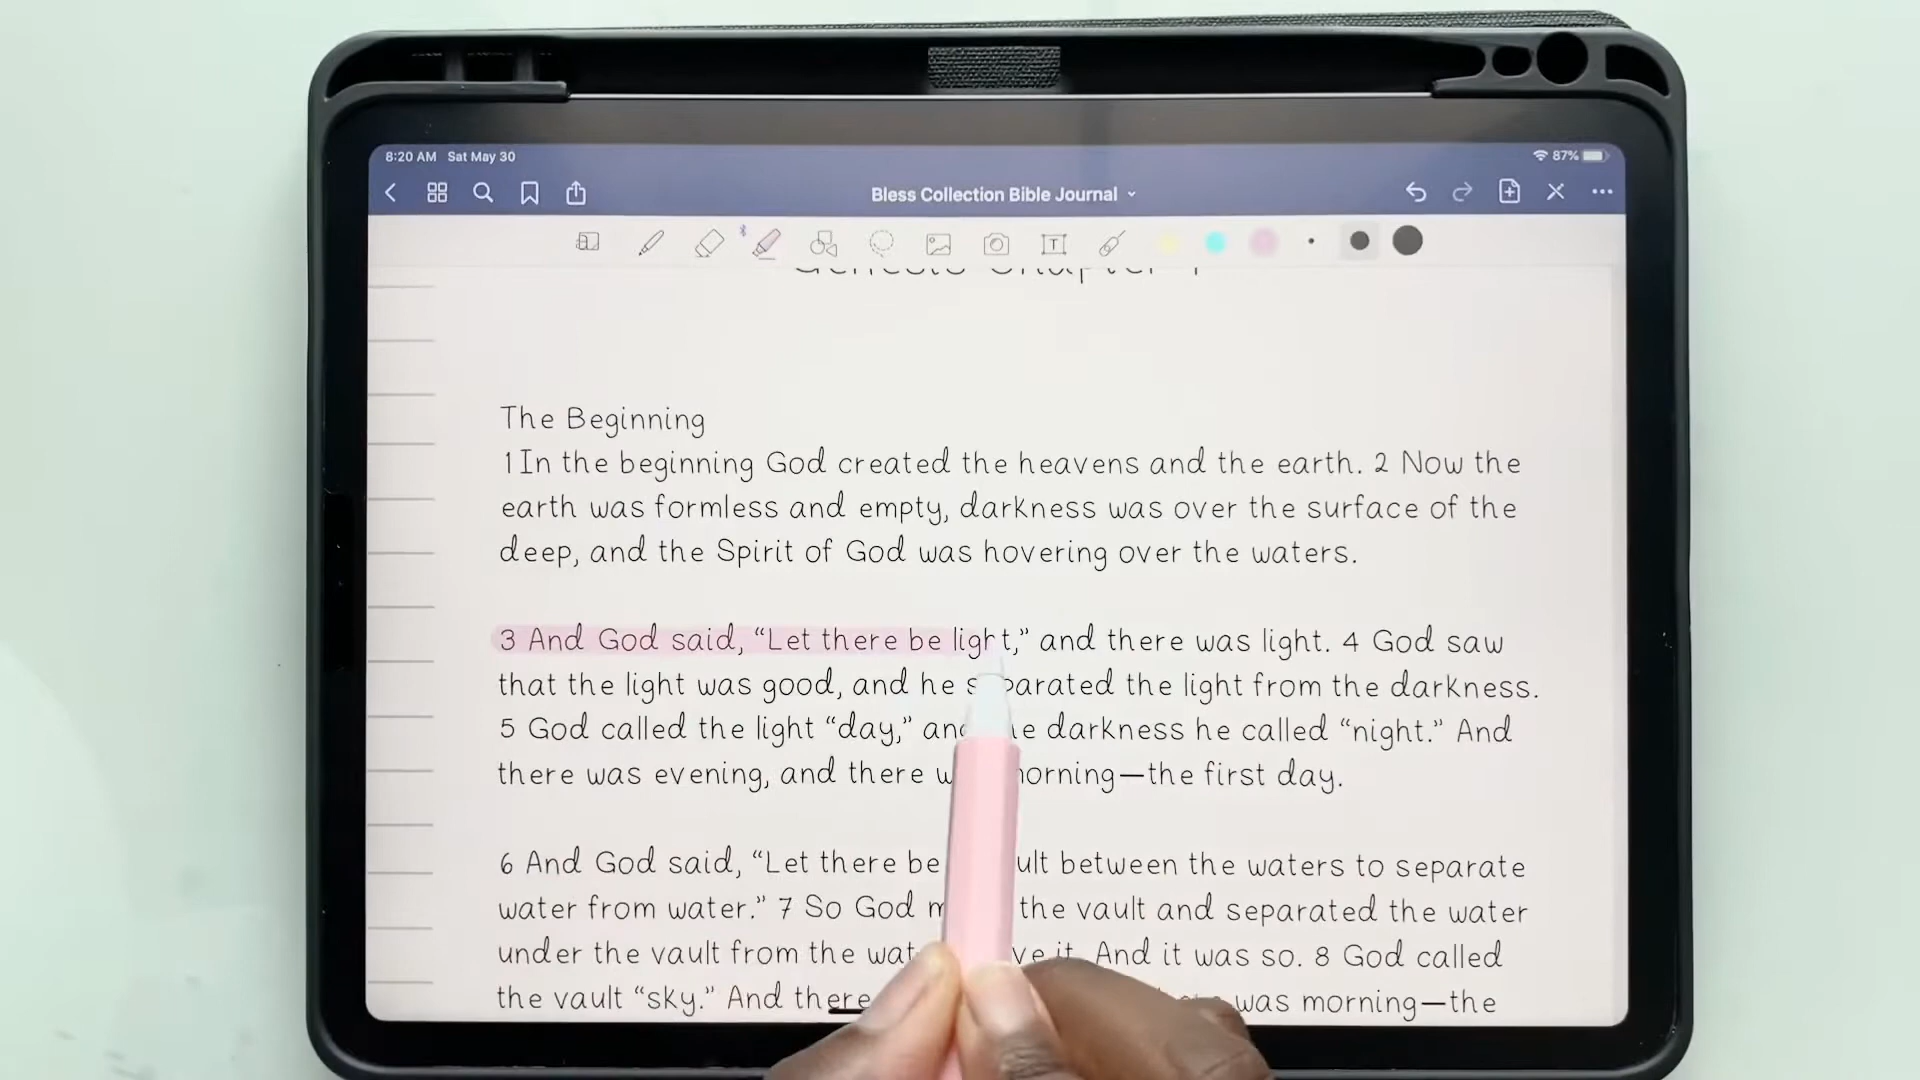 8:20 AM Sat May 30
87%
Bless Collection Bible Journal
T
Genesis Chapter 1
The Beginning
1 In the beginning God created the heavens and the earth. 2 Now the
earth was formless and empty, darkness was over the surface of the
deep, and the Spirit of God was hovering over the waters.
3 And God said, “Let there be light,” and there was light. 4 God saw
that the light was good, and he separated the light from the darkness.
5 God called the light “day,” and he darkness he called “night.” And
there was evening, and there morning—the first day.
6 And God said, “Let there be between the waters to separate
water from water.” 7 So God the vault and separated the water
under the vault from the it. And it was so. 8 God called
the vault “sky.” And there was morning—the